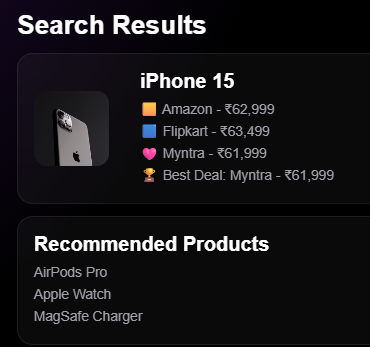 Search Results
iPhone 15
🟧 Amazon - ₹62,999
🟦 Flipkart - ₹63,499
💗 Myntra - ₹61,999
🏆 Best Deal: Myntra - ₹61,999
Recommended Products
AirPods Pro
Apple Watch
MagSafe Charger